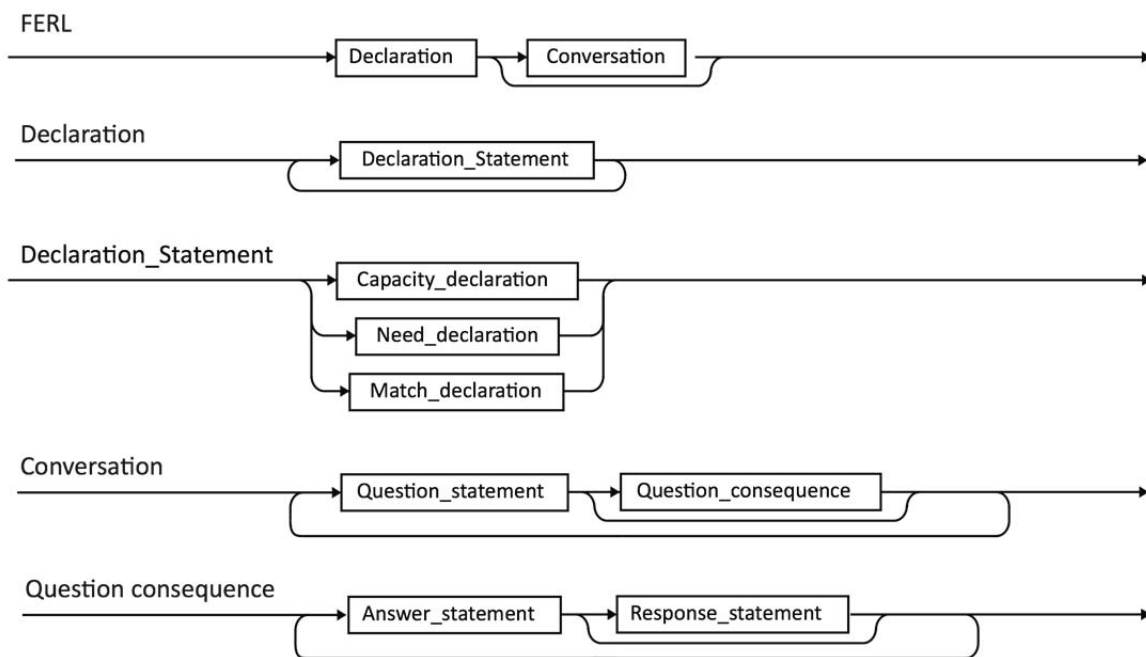 FERL
Declaration Conversation
Declaration
Declaration_Statement
Declaration_Statement
Capacity_declaration
Need_declaration
Match_declaration
Conversation
Question_statement Question_consequence
Question consequence
Answer_statement Response_statement